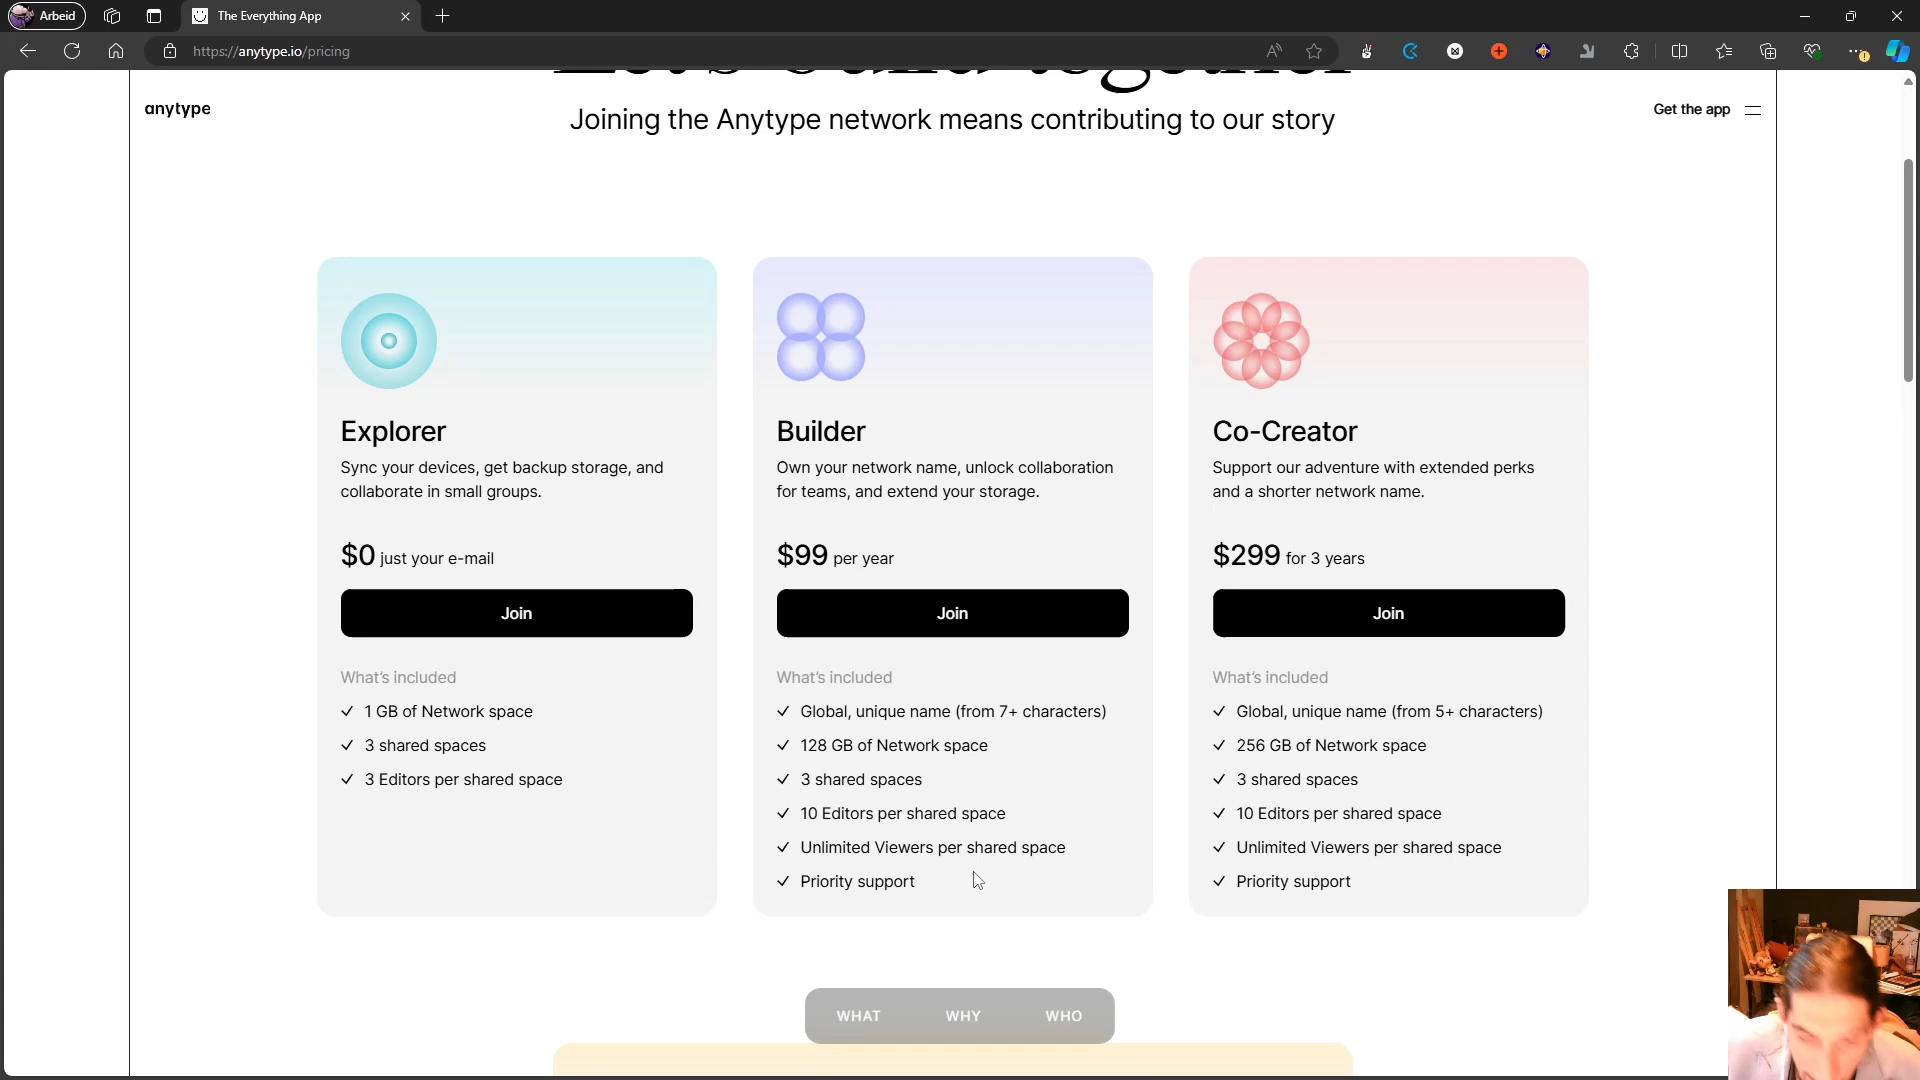 Arbeid
The Everything App
https://anytype.io/pricing
Let's build together
anytype
Joining the Anytype network means contributing to our story
Get the app
Explorer
Sync your devices, get backup storage, and
collaborate in small groups.
$0 just your e-mail
Join
What's included
1 GB of Network space
3 shared spaces
3 Editors per shared space
Builder
Own your network name, unlock collaboration
for teams, and extend your storage.
$99 per year
Join
What's included
Global, unique name (from 7+ characters)
128 GB of Network space
3 shared spaces
10 Editors per shared space
Unlimited Viewers per shared space
Priority support
Co-Creator
Support our adventure with extended perks
and a shorter network name.
$299 for 3 years
Join
What's included
Global, unique name (from 5+ characters)
256 GB of Network space
3 shared spaces
10 Editors per shared space
Unlimited Viewers per shared space
Priority support
WHAT WHY WHO